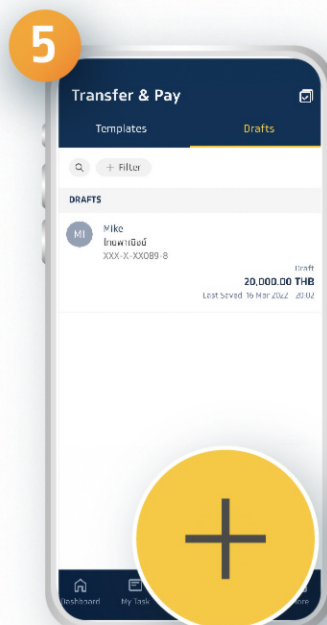 5
Transfer & Pay
Templates
Drafts
+ Filter
DRAFTS
MI
Mike
ไทยพาณิชย์
XXX-X-XX089-8
Draft
20,000.00 THB
Last Saved 16 Mar 2022 20:02
Dashboard
My Task